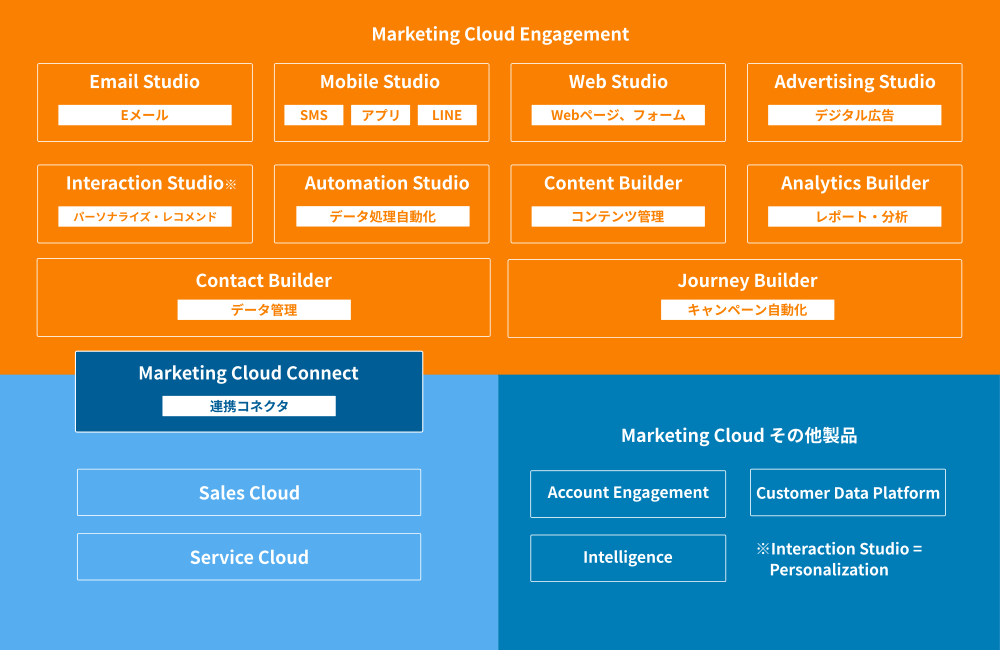 Marketing Cloud Engagement
Email Studio
Eメール
Mobile Studio
SMS
アプリ
LINE
Web Studio
Webページ、フォーム
Advertising Studio
デジタル広告
Interaction Studio※
パーソナライズ・レコメンド
Automation Studio
データ処理自動化
Content Builder
コンテンツ管理
Analytics Builder
レポート・分析
Contact Builder
データ管理
Journey Builder
キャンペーン自動化
Marketing Cloud Connect
連携コネクタ
Sales Cloud
Service Cloud
Marketing Cloud その他製品
Account Engagement
Customer Data Platform
Intelligence
※Interaction Studio =
Personalization